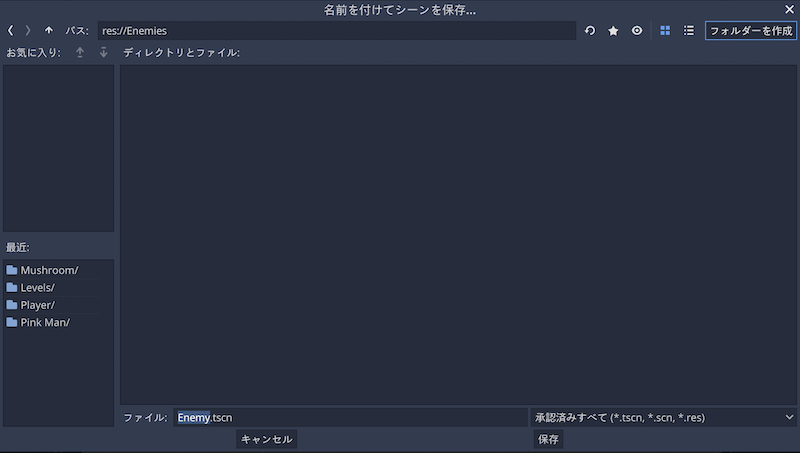 名前を付けてシーンを保存...
パス: res://Enemies フォルダーを作成
お気に入り: ディレクトリとファイル:
最近:
Mushroom/
Levels/
Player/
Pink Man/
ファイル: Enemy.tscn 承認済みすべて (*.tscn, *.scn, *.res)
キャンセル 保存